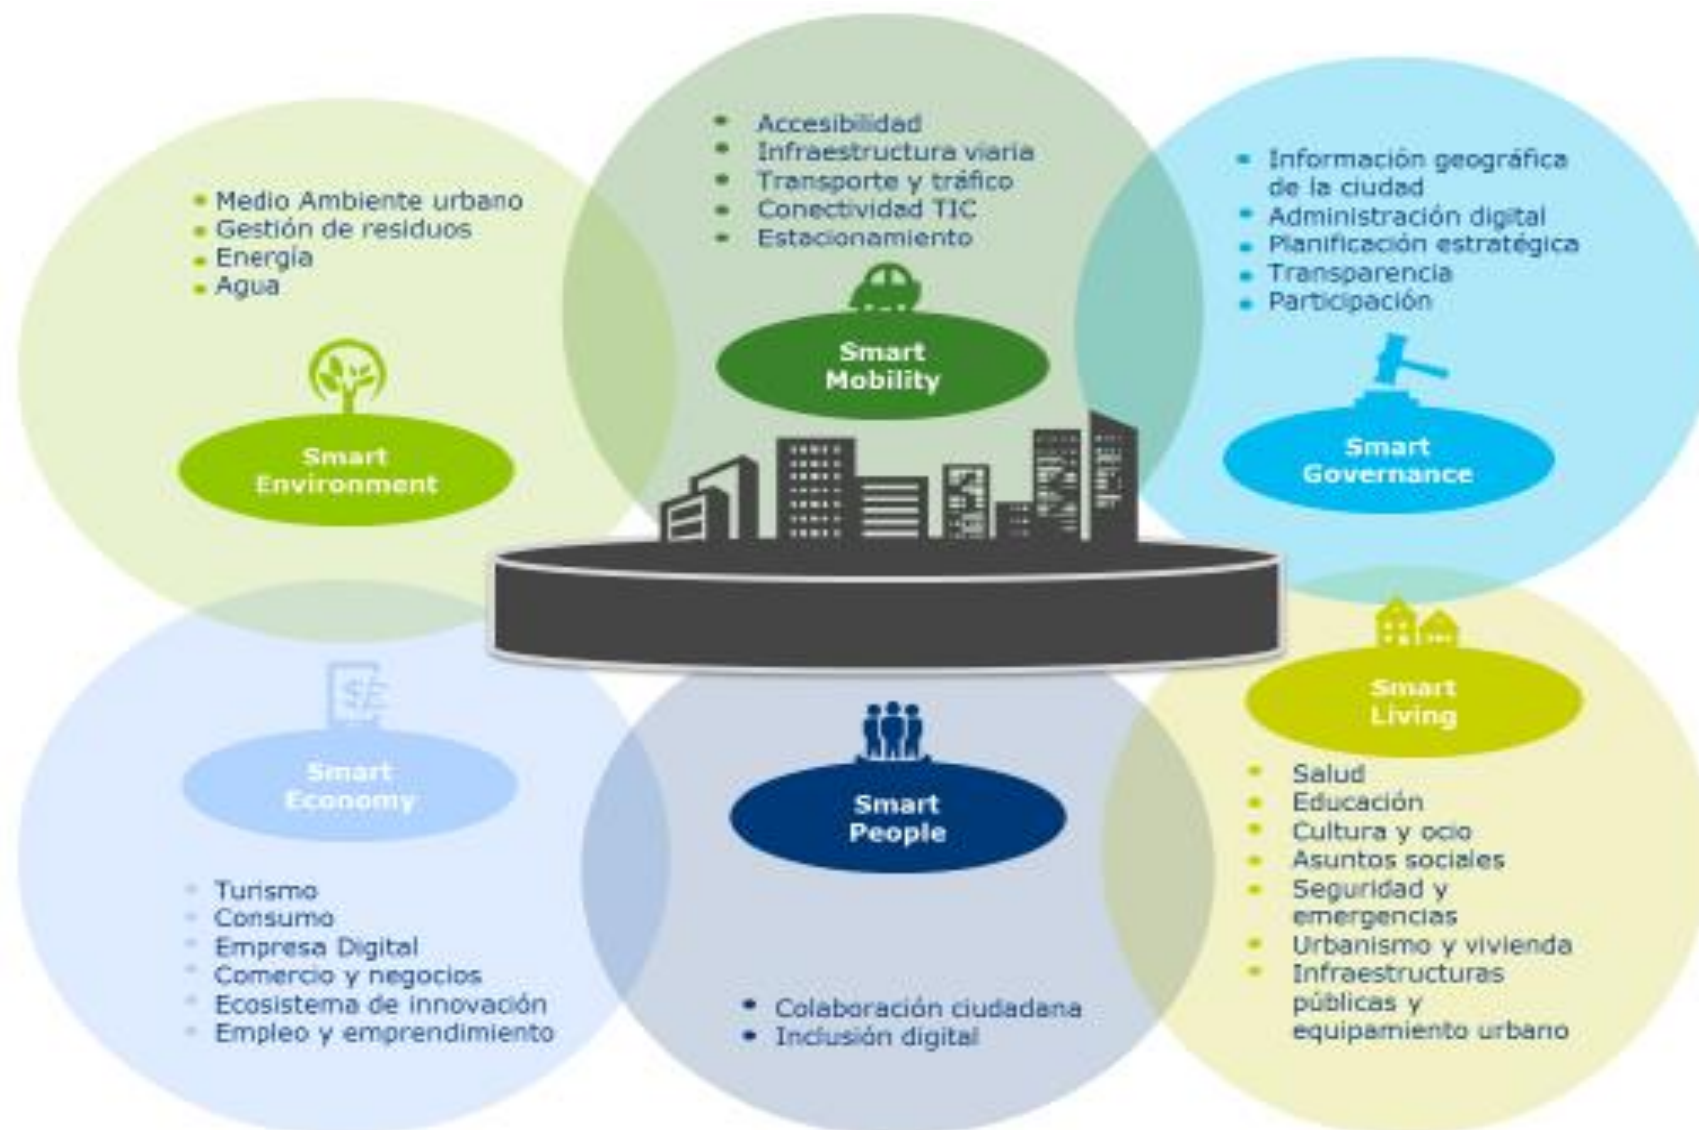 Accesibilidad
Infraestructura viaria
Transporte y tráfico
Conectividad TIC
Estacionamiento
Smart
Mobility
Medio Ambiente urbano
Gestión de residuos
Energía
Agua
Smart
Environment
Información geográfica
de la ciudad
Administración digital
Planificación estratégica
Transparencia
Participación
Smart
Governance
Smart
Economy
Turismo
Consumo
Empresa Digital
Comercio y negocios
Ecosistema de innovación
Empleo y emprendimiento
Smart
People
Colaboración ciudadana
Inclusión digital
Smart
Living
Salud
Educación
Cultura y ocio
Asuntos sociales
Seguridad y
emergencias
Urbanismo y vivienda
Infraestructuras
públicas y
equipamiento urbano